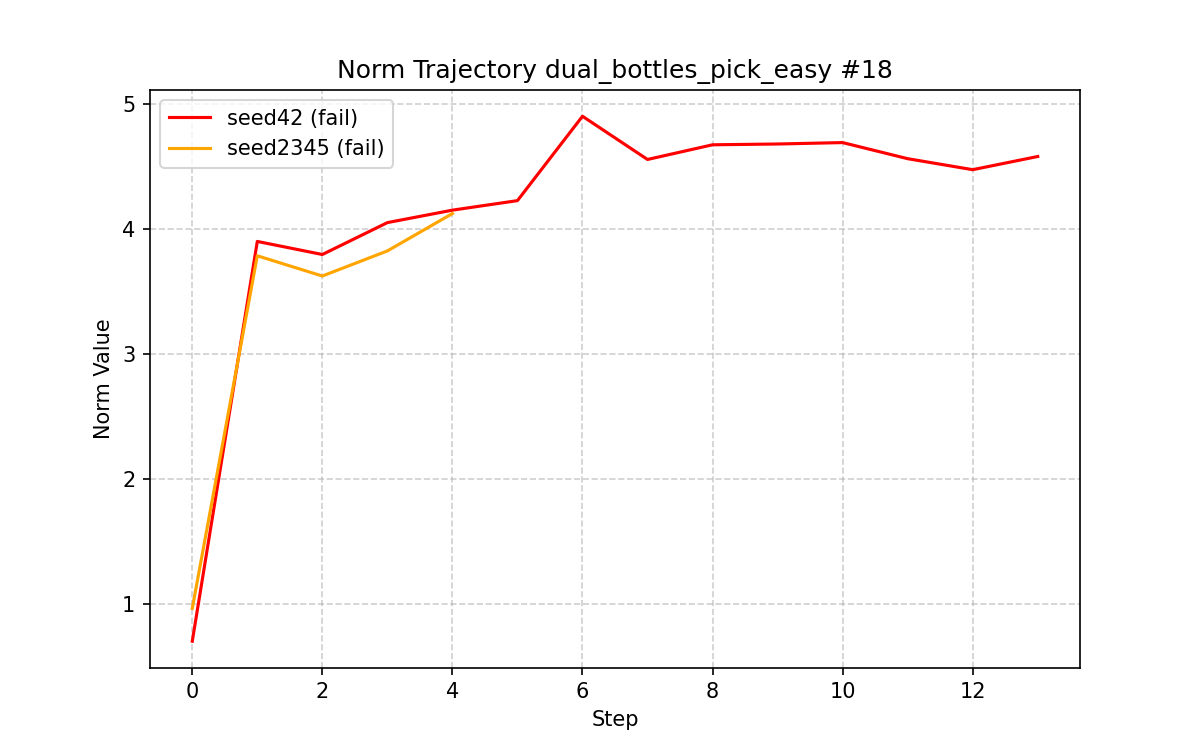 Norm Trajectory dual_bottles_pick_easy #18
seed42 (fail)
seed2345 (fail)
Norm Value
5
4
3
2
1
0 2 4 6 8 10 12
Step